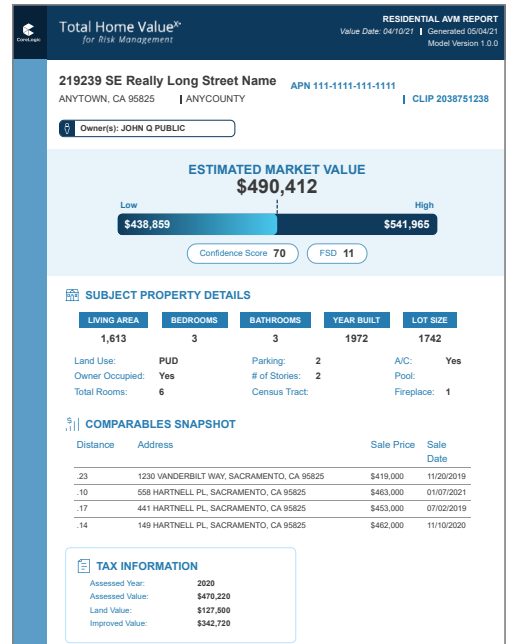 CoreLogic
Total Home Value X-
for Risk Management
RESIDENTIAL AVM REPORT
Value Date: 04/10/21 | Generated 05/04/21
Model Version 1.0.0
219239 SE Really Long Street Name
APN 111-1111-111-1111
ANYTOWN, CA 95825 | ANYCOUNTY | CLIP 2038751238
Owner(s): JOHN Q PUBLIC
ESTIMATED MARKET VALUE
$490,412
Low High
$438,859 $541,965
Confidence Score 70 FSD 11
SUBJECT PROPERTY DETAILS
LIVING AREA BEDROOMS BATHROOMS YEAR BUILT LOT SIZE
1,613 3 3 1972 1742
Land Use: PUD Parking: 2 A/C: Yes
Owner Occupied: Yes # of Stories: 2 Pool:
Total Rooms: 6 Census Tract: Fireplace: 1
COMPARABLES SNAPSHOT
Distance Address Sale Price Sale
Date
.23 1230 VANDERBILT WAY, SACRAMENTO, CA 95825 $419,000 11/20/2019
.10 558 HARTNELL PL, SACRAMENTO, CA 95825 $463,000 01/07/2021
.17 441 HARTNELL PL, SACRAMENTO, CA 95825 $453,000 07/02/2019
.14 149 HARTNELL PL, SACRAMENTO, CA 95825 $462,000 11/10/2020
TAX INFORMATION
Assessed Year: 2020
Assessed Value: $470,220
Land Value: $127,500
Improved Value: $342,720